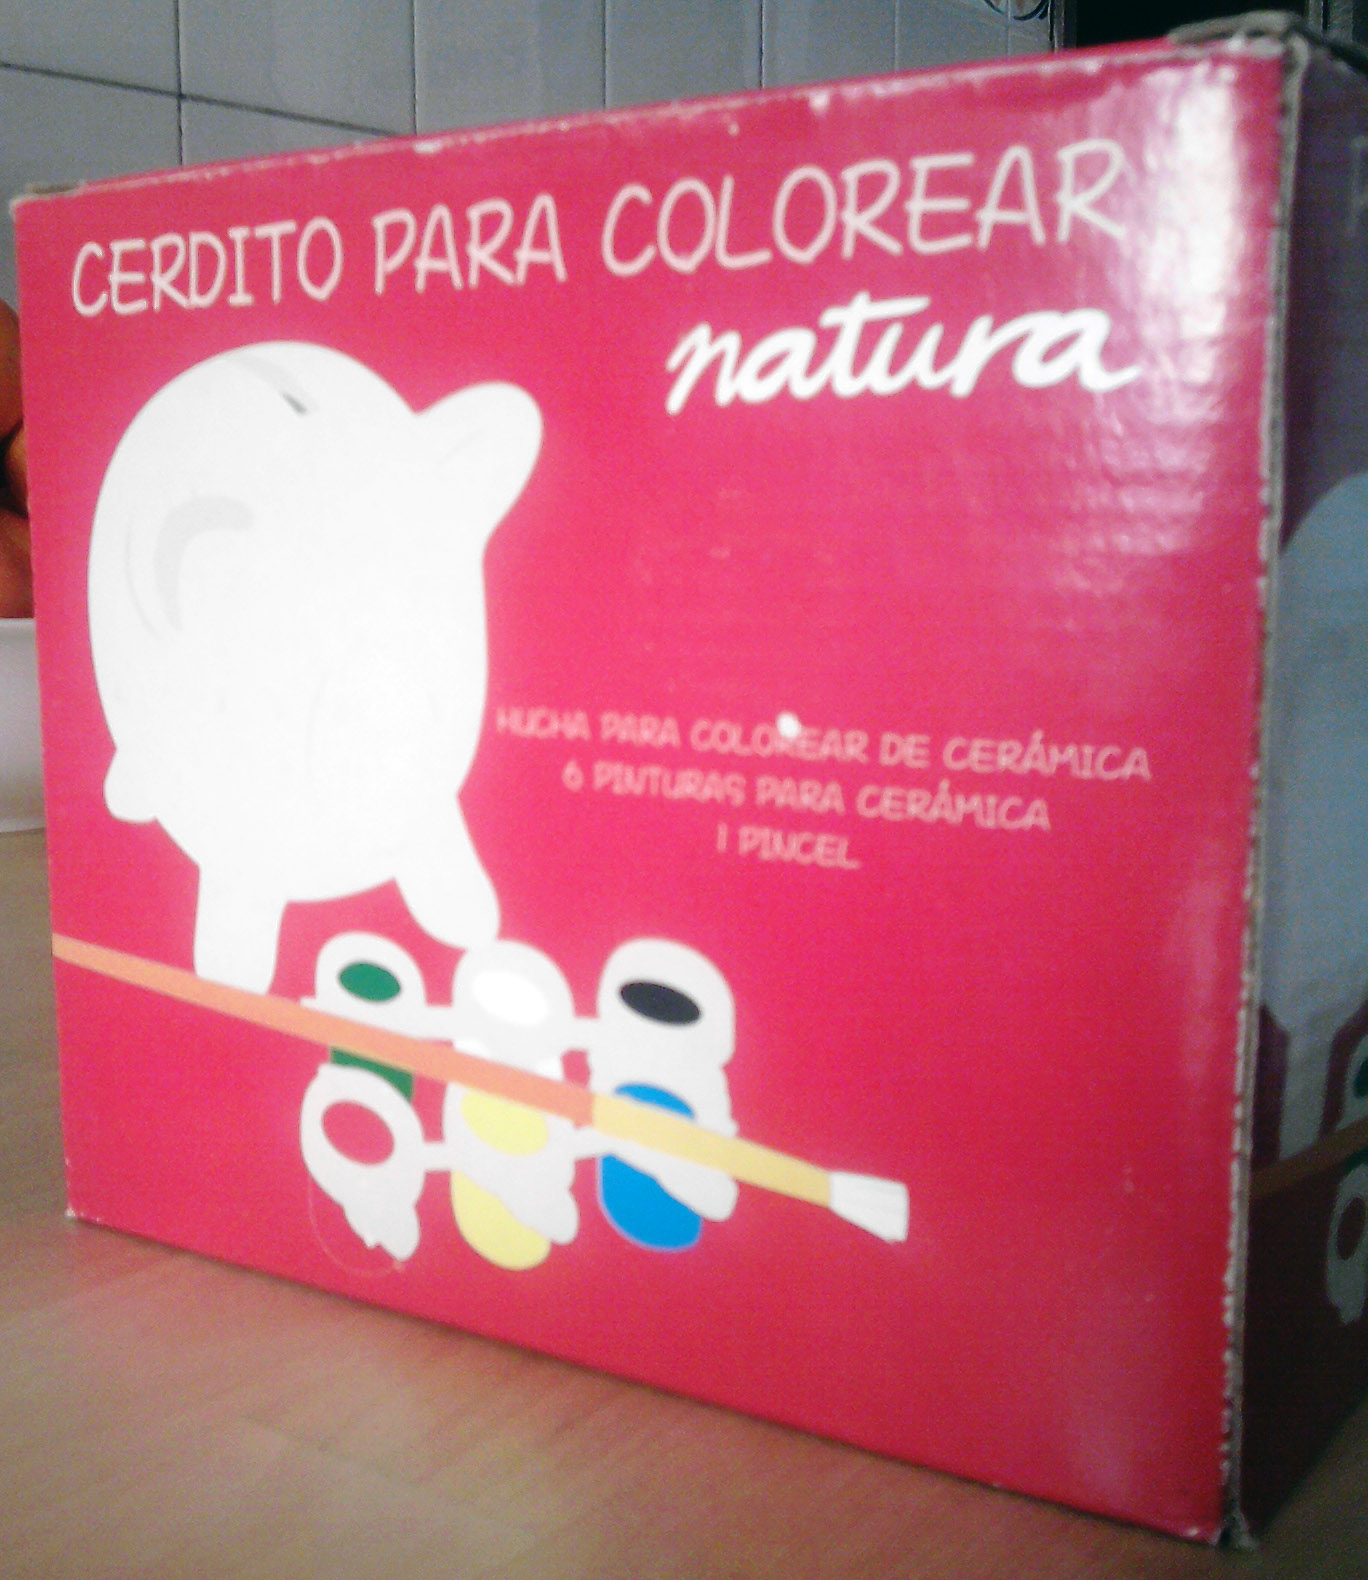 CERDITO PARA COLOREAR
natura
HUCHA PARA COLOREAR DE CERÁMICA
6 PINTURAS PARA CERÁMICA
1 PINCEL